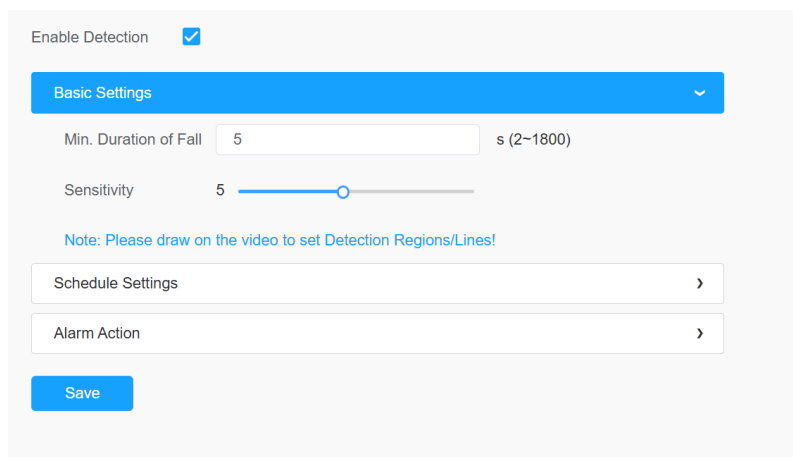 Enable Detection
Basic Settings
Min. Duration of Fall 5 s (2~1800)
Sensitivity 5
Note: Please draw on the video to set Detection Regions/Lines!
Schedule Settings
Alarm Action
Save